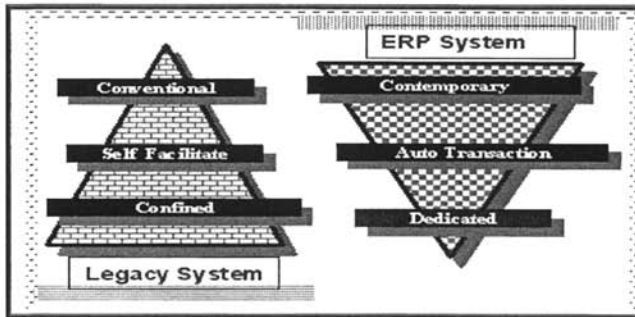 ERP System
Conventional
Contemporary
Self Facilitate
Auto Transaction
Confined
Dedicated
Legacy System